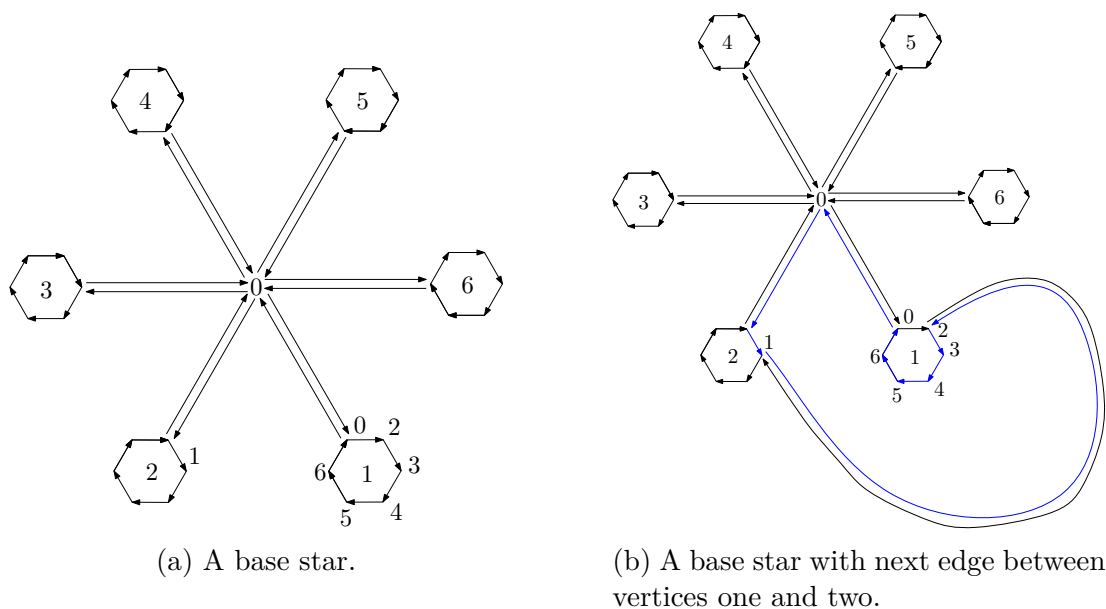 4 5
3 0 6
0 2
2 1 6 1 3
5 4
(a) A base star.
4 5
3 0 6
0
2 1 2
6 1 3
5 4
(b) A base star with next edge between
vertices one and two.